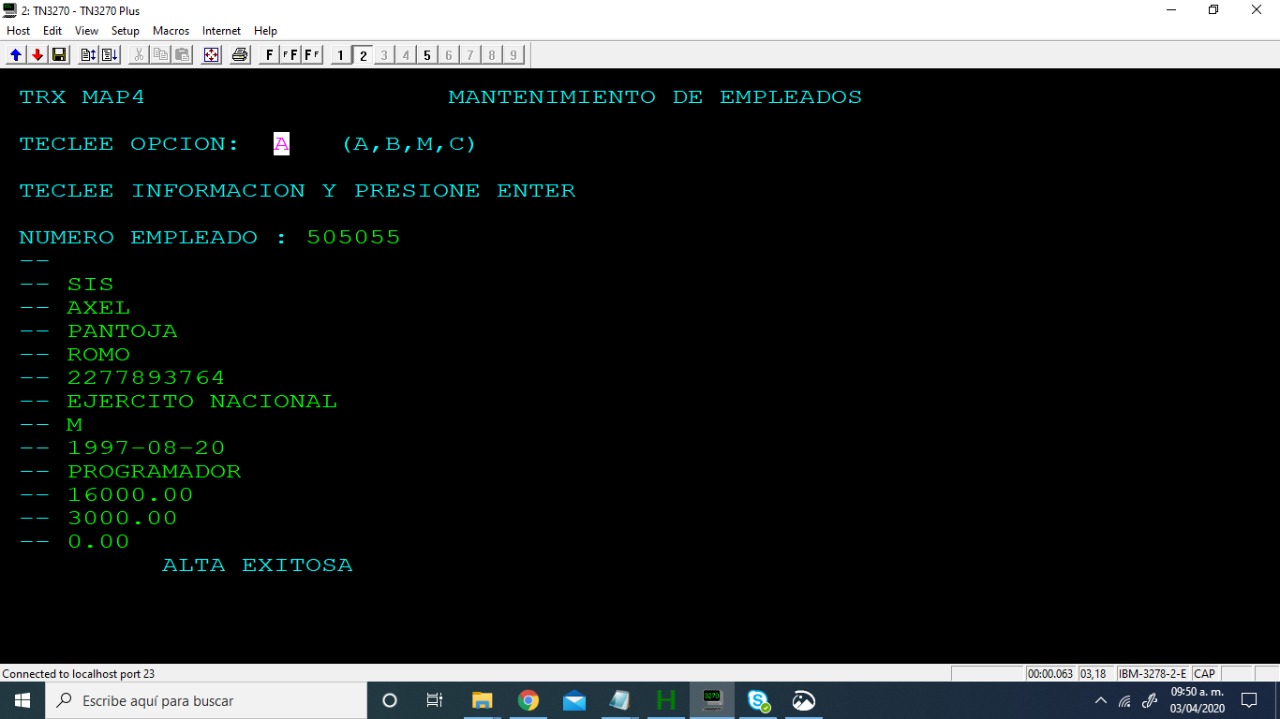 2: TN3270 - TN3270 Plus
Host Edit View Setup Macros Internet Help
F FF FF 1 2 3 4 5 6 7 8 9
TRX MAP4 MANTENIMIENTO DE EMPLEADOS
TECLEE OPCION: A (A,B,M,C)
TECLEE INFORMACION Y PRESIONE ENTER
NUMERO EMPLEADO : 505055
--
-- SIS
-- AXEL
-- PANTOJA
-- ROMO
-- 2277893764
-- EJERCITO NACIONAL
-- M
-- 1997-08-20
-- PROGRAMADOR
-- 16000.00
-- 3000.00
-- 0.00
ALTA EXITOSA
Connected to localhost port 23 00:00.063 03,18 IBM-3278-2-E CAP
Escribe aquí para buscar H 3270 09:50 a. m.
03/04/2020